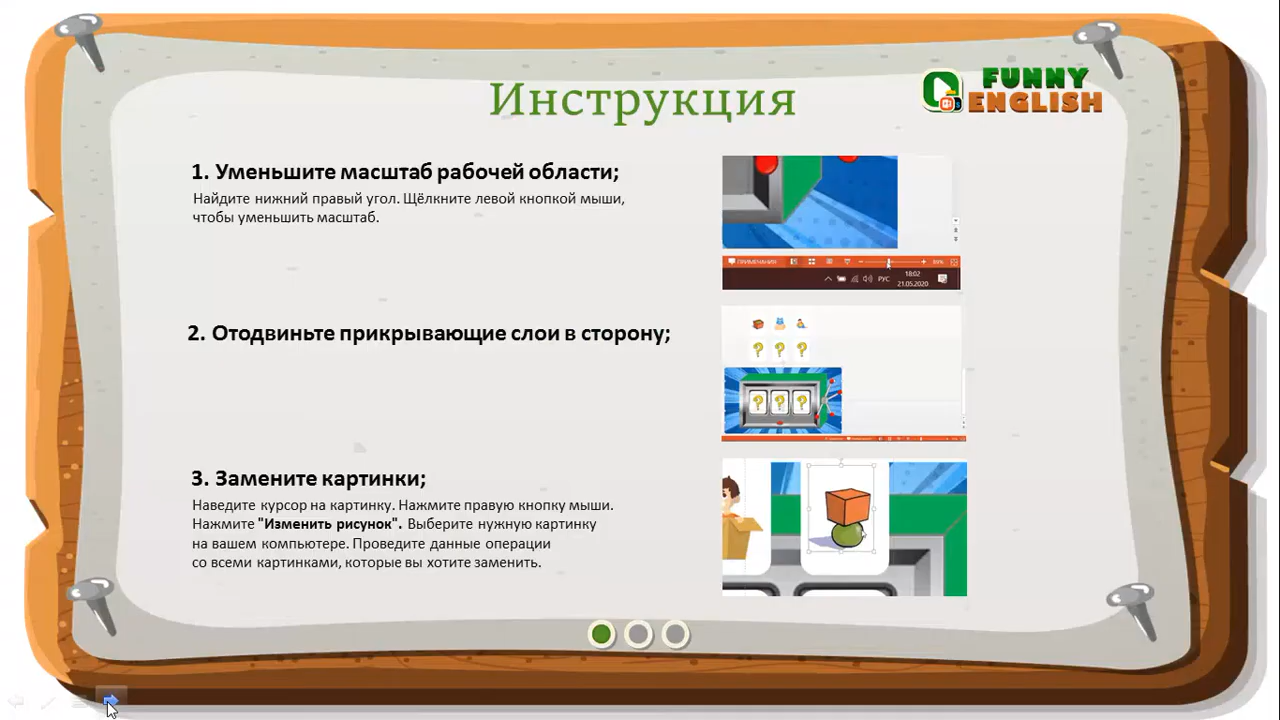 Инструкция
FUNNY
ENGLISH
1. Уменьшите масштаб рабочей области;
Найдите нижний правый угол. Щёлкните левой кнопкой мыши,
чтобы уменьшить масштаб.
ПРИМЕЧАНИЯ
РУС
18:02
21.05.2020
2. Отодвиньте прикрывающие слои в сторону;
? ? ?
? ? ?
3. Замените картинки;
Наведите курсор на картинку. Нажмите правую кнопку мыши.
Нажмите "Изменить рисунок". Выберите нужную картинку
на вашем компьютере. Проведите данные операции
со всеми картинками, которые вы хотите заменить.